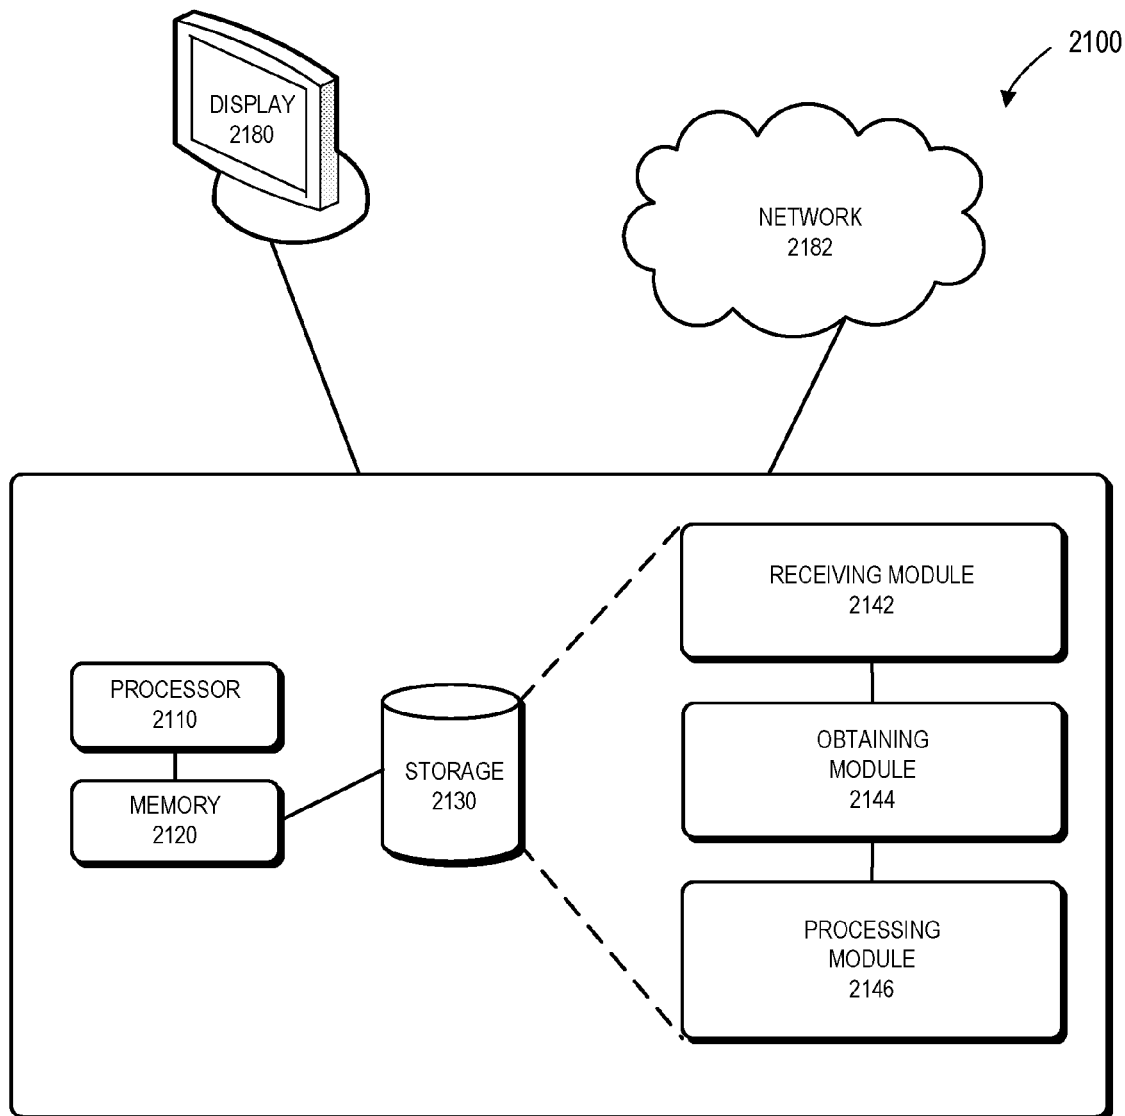 2100
DISPLAY
2180
NETWORK
2182
RECEIVING MODULE
2142
PROCESSOR
2110
OBTAINING
MODULE
2144
STORAGE
2130
MEMORY
2120
PROCESSING
MODULE
2146